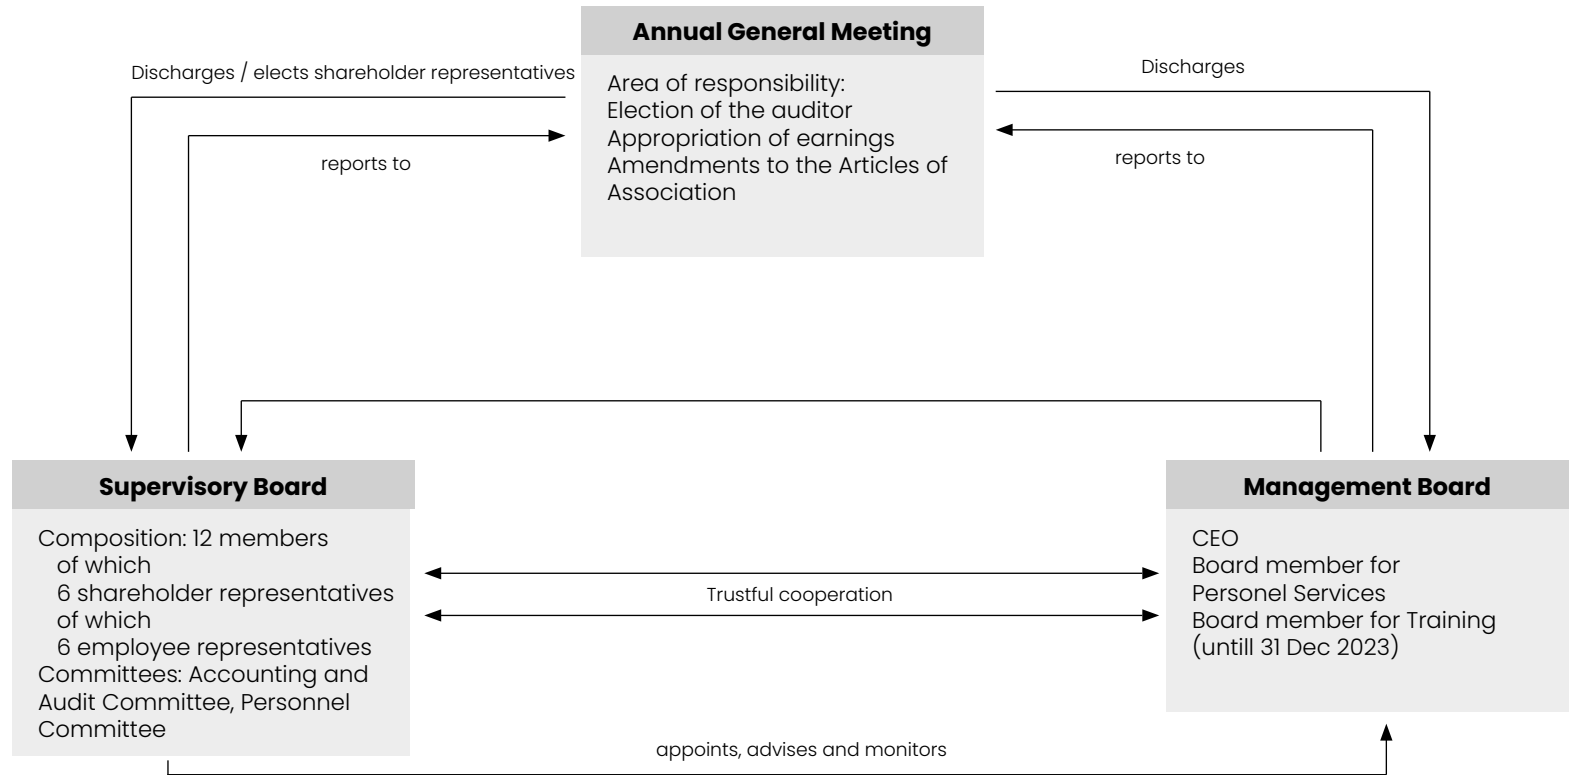 Annual General Meeting
Discharges / elects shareholder representatives
Discharges
Area of responsibility:
Election of the auditor
Appropriation of earnings
Amendments to the Articles of
Association
reports to
reports to
Supervisory Board
Management Board
Composition: 12 members
of which
6 shareholder representatives
of which
6 employee representatives
Committees: Accounting and
Audit Committee, Personnel
Committee
Trustful cooperation
CEO
Board member for
Personel Services
Board member for Training
(untill 31 Dec 2023)
appoints, advises and monitors